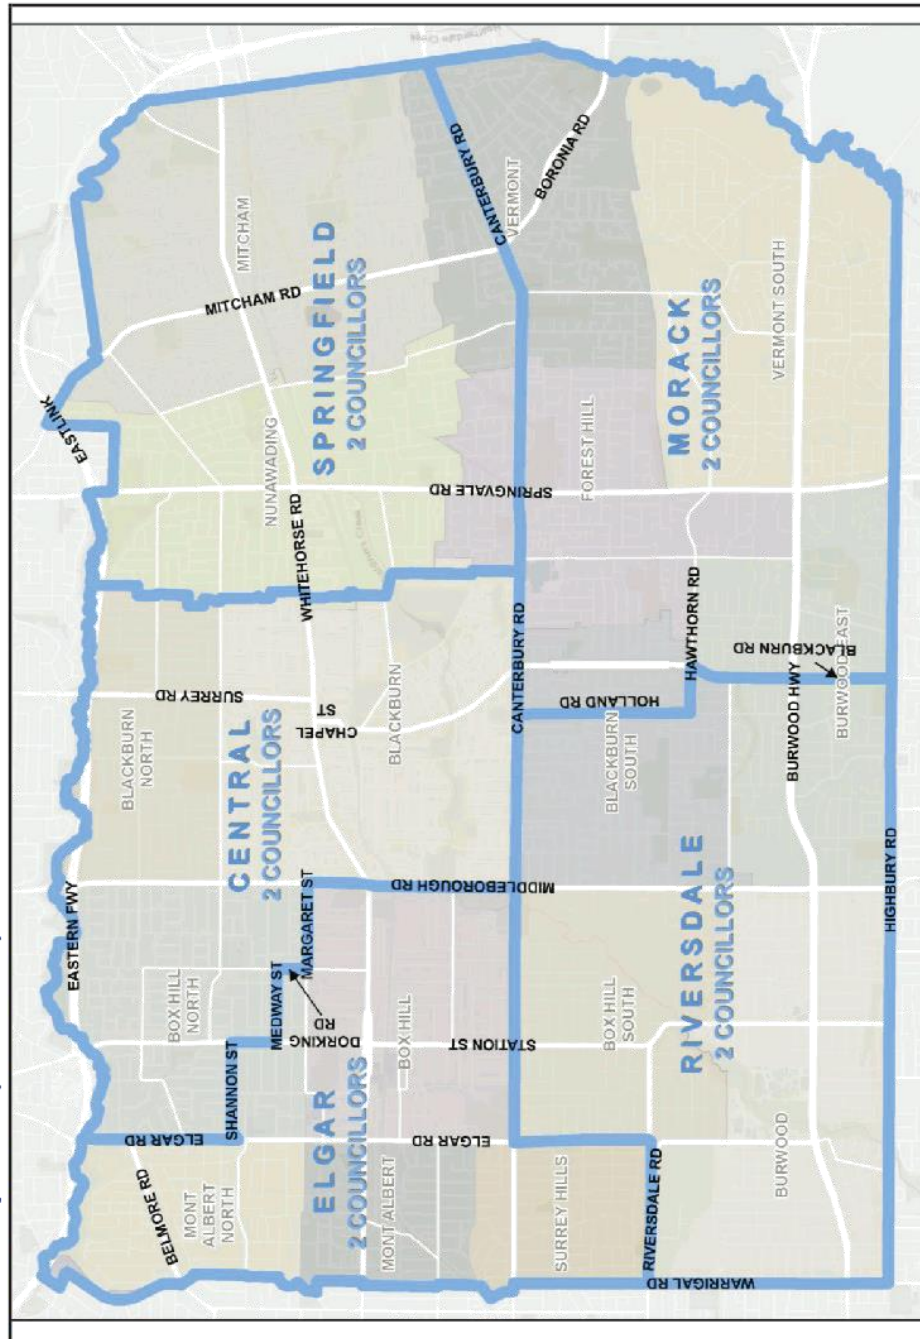 EASTERN FWY
EASTLINK
ELGAR RD
BELMORE RD
MONT
ALBERT
NORTH
BOX HILL
NORTH
SHANNON ST
MEDWAY ST
MARGARET ST
DORKING
RD
BLACKBURN
NORTH
SURREY RD
CENTRAL
2 COUNCILLORS
CHAPEL
ST
WHITEHORSE RD
NUNAWADING
MITCHAM RD
MITCHAM
SPRINGFIELD
2 COUNCILLORS
ELGAR
2 COUNCILLORS
MONT ALBERT
BOX HILL
ELGAR RD
STATION ST
MIDDLEBOROUGH RD
BLACKBURN
SPRINGVALE RD
CANTERBURY RD
CANTERBURY RD
CANTERBURY RD
VERMONT
BORONIA RD
SURREY HILLS
BOX HILL
SOUTH
BLACKBURN
SOUTH
HOLLAND RD
FOREST HILL
HAWTHORN RD
RIVERSDALE RD
RIVERSDALE
2 COUNCILLORS
MORACK
2 COUNCILLORS
WARRIGAL RD
BURWOOD
BURWOOD HWY
BURWOOD EAST
BLACKBURN RD
VERMONT SOUTH
HIGHBURY RD